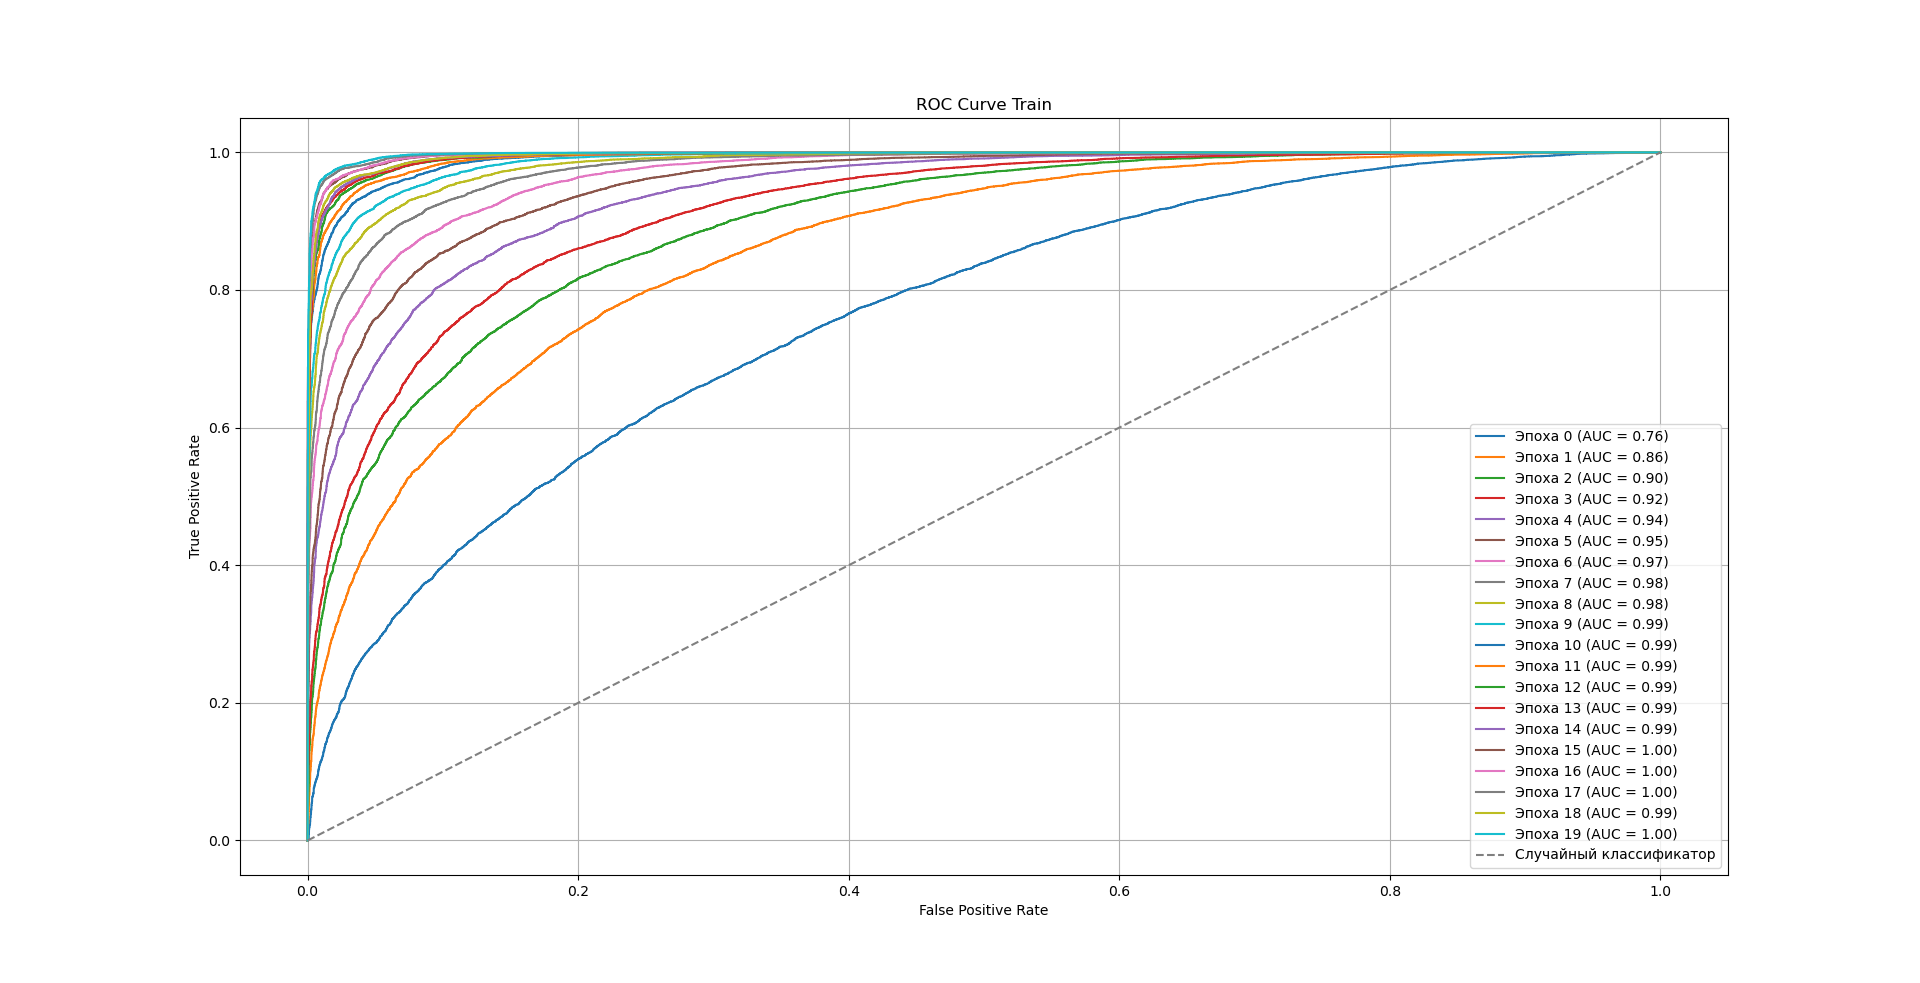 ROC Curve Train
True Positive Rate
1.0
0.8
0.6
0.4
0.2
0.0
0.0 0.2 0.4 0.6 0.8 1.0
False Positive Rate
Эпоха 0 (AUC = 0.76)
Эпоха 1 (AUC = 0.86)
Эпоха 2 (AUC = 0.90)
Эпоха 3 (AUC = 0.92)
Эпоха 4 (AUC = 0.94)
Эпоха 5 (AUC = 0.95)
Эпоха 6 (AUC = 0.97)
Эпоха 7 (AUC = 0.98)
Эпоха 8 (AUC = 0.98)
Эпоха 9 (AUC = 0.99)
Эпоха 10 (AUC = 0.99)
Эпоха 11 (AUC = 0.99)
Эпоха 12 (AUC = 0.99)
Эпоха 13 (AUC = 0.99)
Эпоха 14 (AUC = 0.99)
Эпоха 15 (AUC = 1.00)
Эпоха 16 (AUC = 1.00)
Эпоха 17 (AUC = 1.00)
Эпоха 18 (AUC = 0.99)
Эпоха 19 (AUC = 1.00)
Случайный классификатор